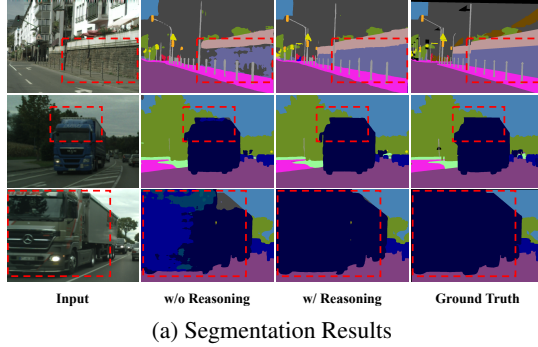 Input w/o Reasoning w/ Reasoning Ground Truth
(a) Segmentation Results